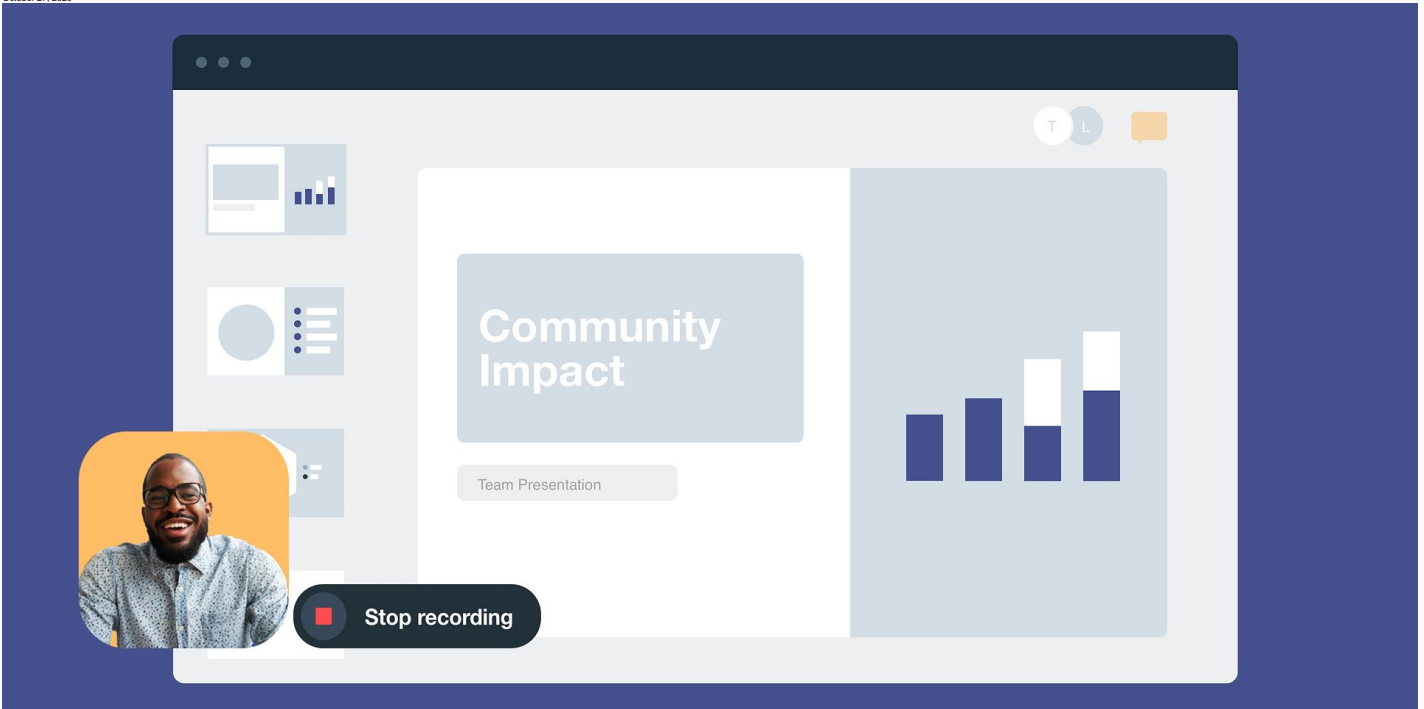 T L
Community
Impact
Team Presentation
Stop recording